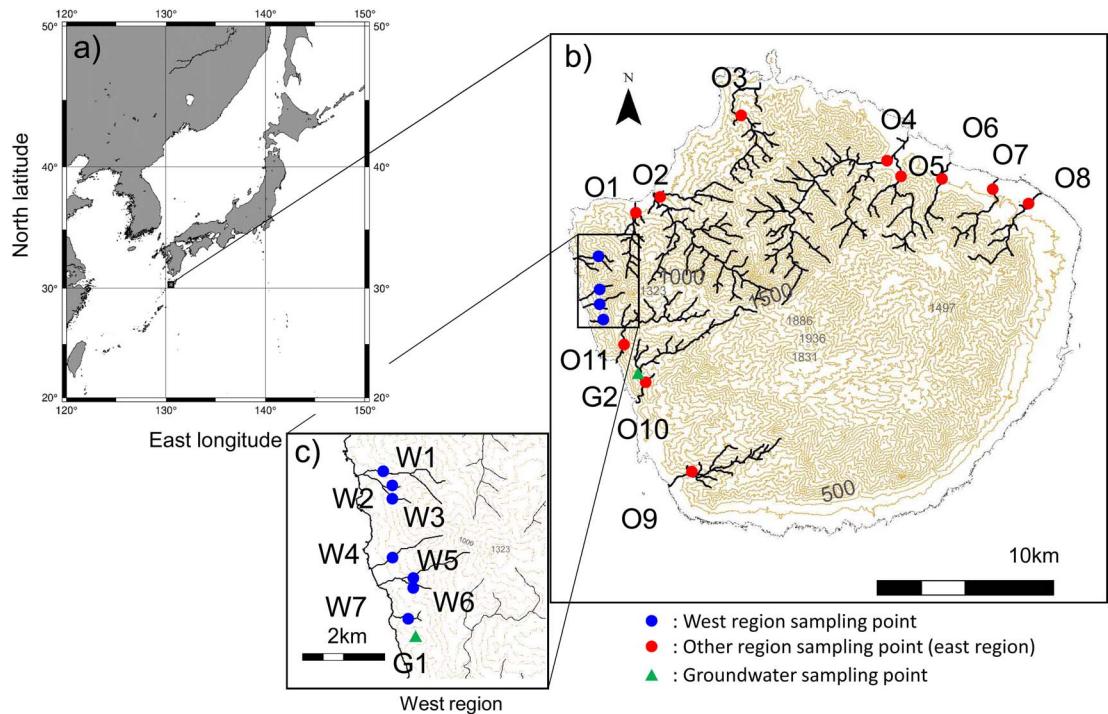 120° 130° 140° 150°
50° 50°
a)
40° 40°
30° 30°
20° 20°
120° 130° 140° 150°
North latitude
East longitude
b)
N
O3
O4
O6
O5
O7
O8
O1
O2
1000
1323
1500
1497
1886
1936
1831
O11
G2
O10
500
O9
10km
c)
W1
W2
W3
1000
1323
W4
W5
W6
W7
2km
G1
West region
: West region sampling point
: Other region sampling point (east region)
: Groundwater sampling point